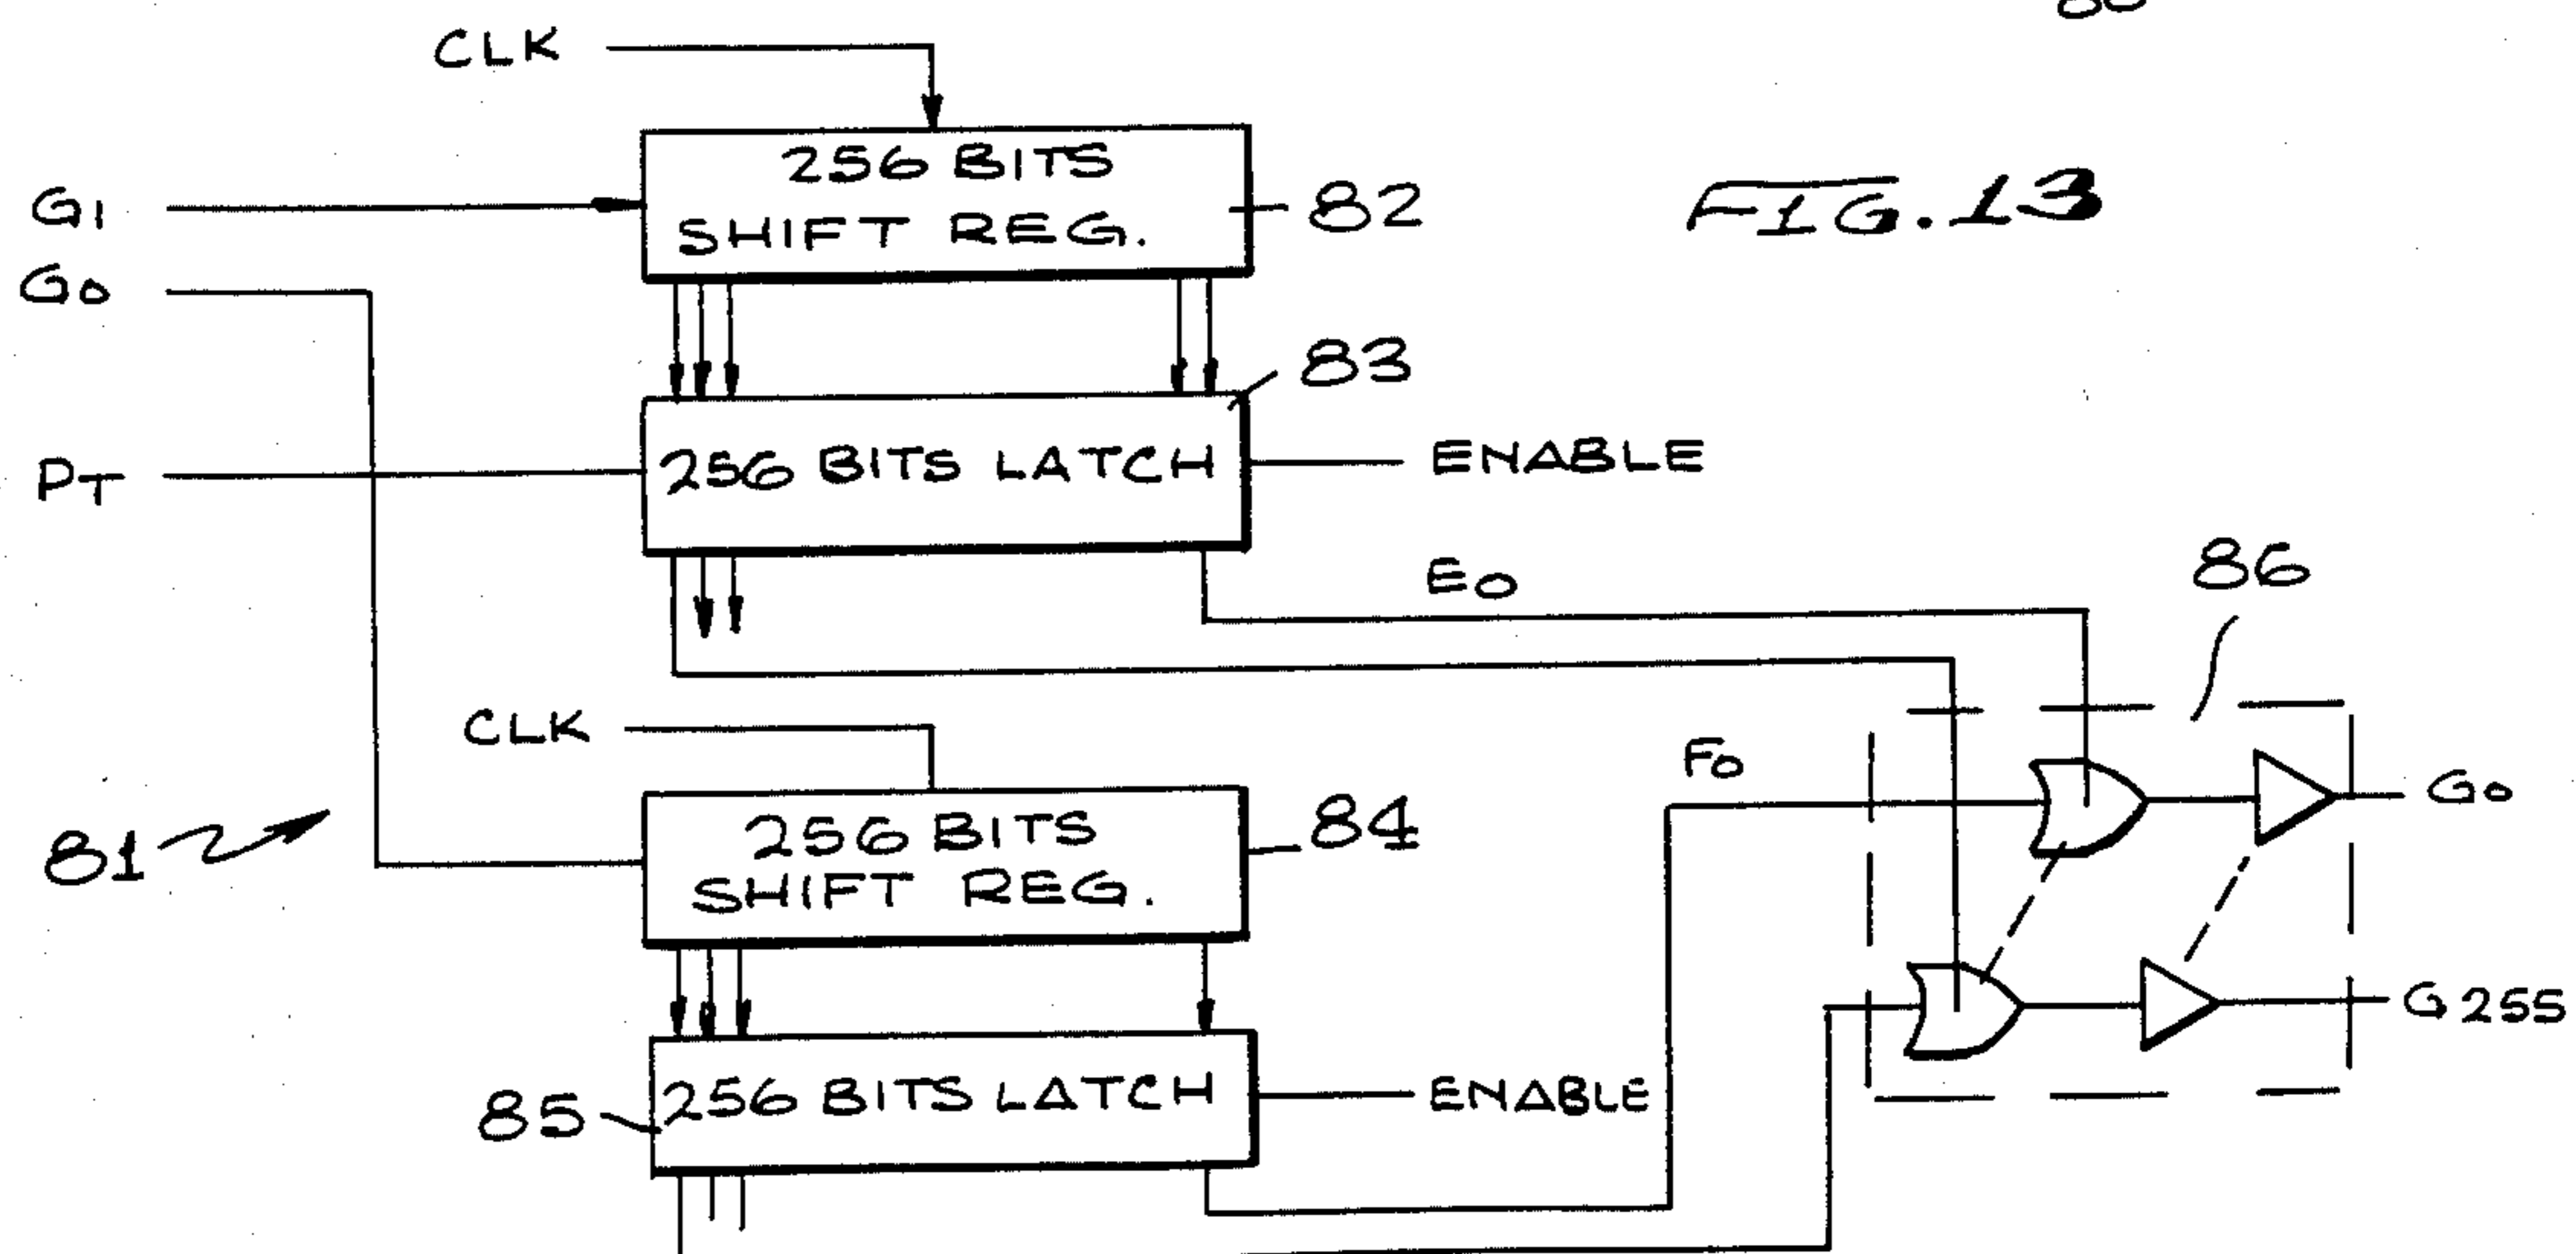 CLK
256 BITS
SHIFT REG.
82
FIG. 13
G1
G0
83
PT
256 BITS LATCH
ENABLE
E0
86
CLK
F0
G0
81
256 BITS
SHIFT REG.
84
G255
85
256 BITS LATCH
ENABLE